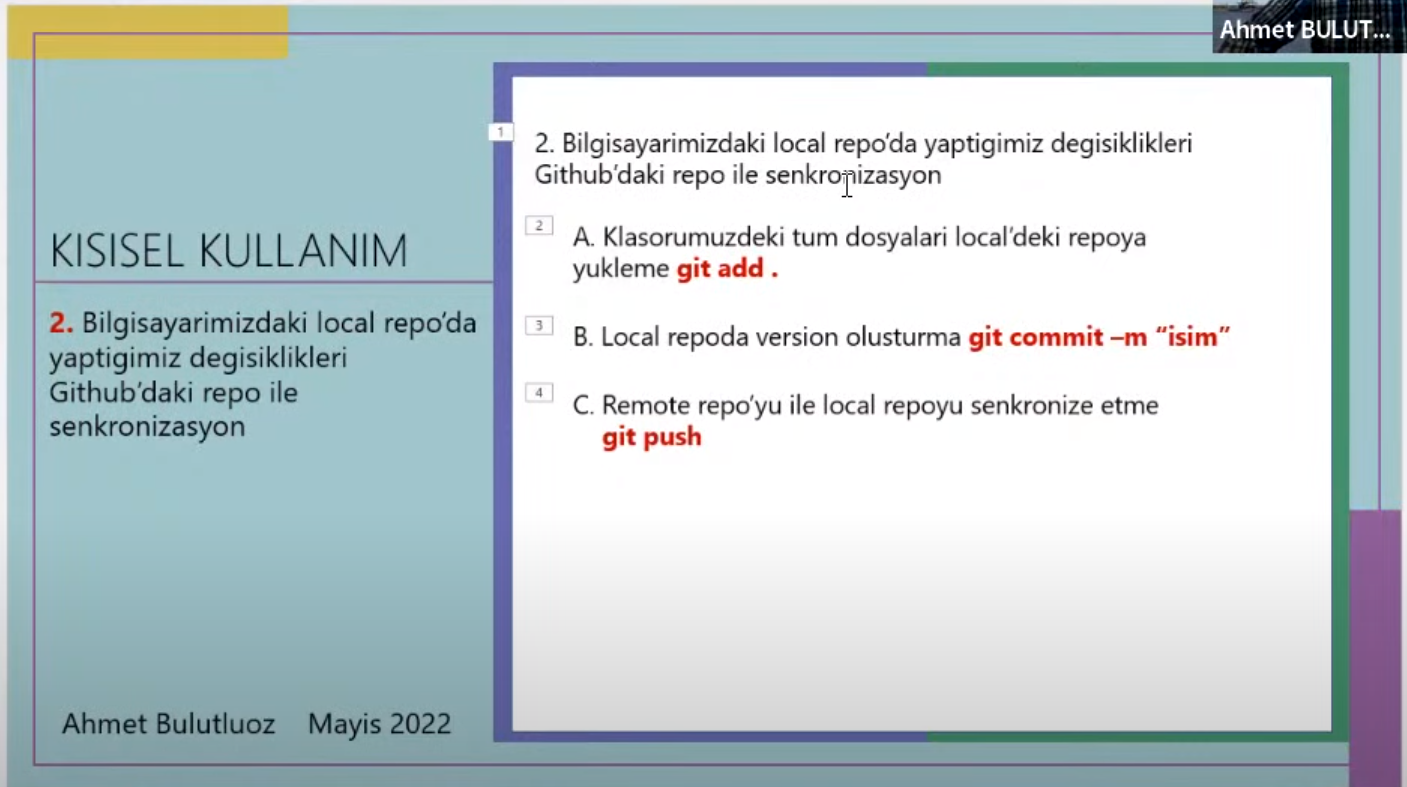 Ahmet BULUT...
KISISEL KULLANIM
2. Bilgisayarimizdaki local repo’da
yaptigimiz degisiklikleri
Github’daki repo ile
senkronizasyon
Ahmet Bulutluoz Mayis 2022
1
2. Bilgisayarimizdaki local repo’da yaptigimiz degisiklikleri
Github’daki repo ile senkronizasyon
2
A. Klasorumuzdeki tum dosyalari local’deki repoya
yukleme git add .
3
B. Local repoda version olusturma git commit –m “isim”
4
C. Remote repo’yu ile local repoyu senkronize etme
git push